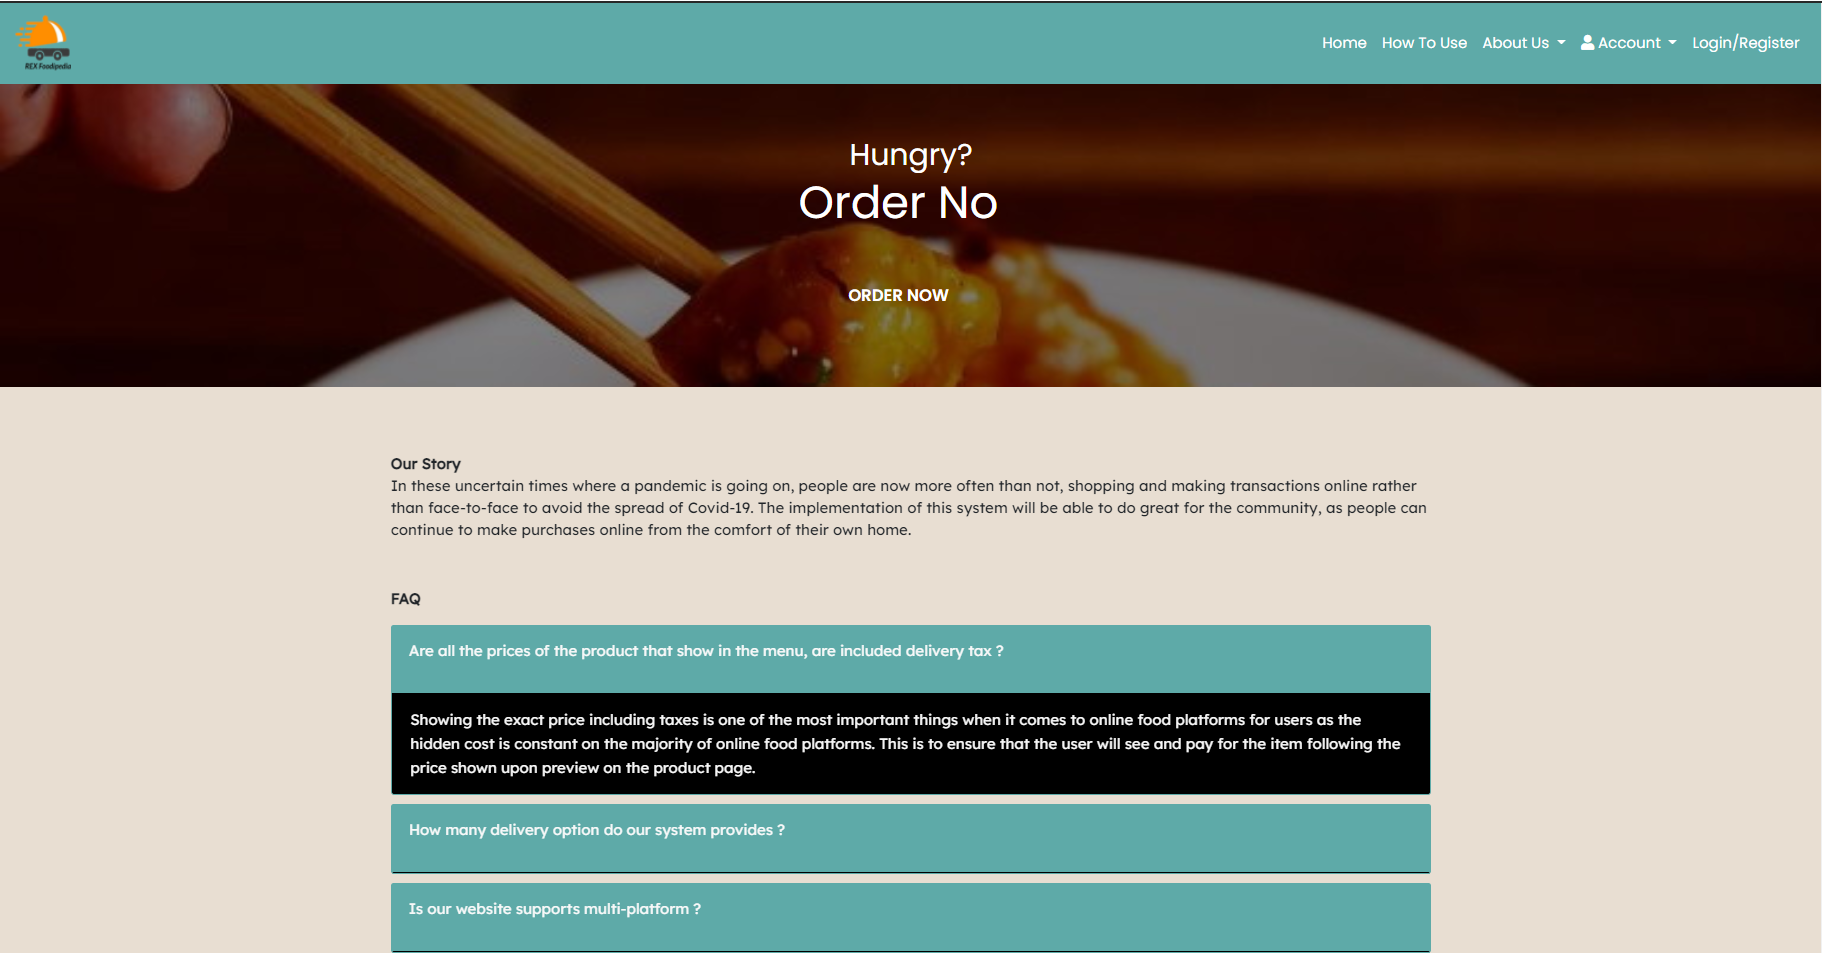 REX Foodipedia
Home How To Use About Us Account Login/Register
Hungry?
Order No
ORDER NOW
Our Story
In these uncertain times where a pandemic is going on, people are now more often than not, shopping and making transactions online rather
than face-to-face to avoid the spread of Covid-19. The implementation of this system will be able to do great for the community, as people can
continue to make purchases online from the comfort of their own home.
FAQ
Are all the prices of the product that show in the menu, are included delivery tax ?
Showing the exact price including taxes is one of the most important things when it comes to online food platforms for users as the
hidden cost is constant on the majority of online food platforms. This is to ensure that the user will see and pay for the item following the
price shown upon preview on the product page.
How many delivery option do our system provides ?
Is our website supports multi-platform ?